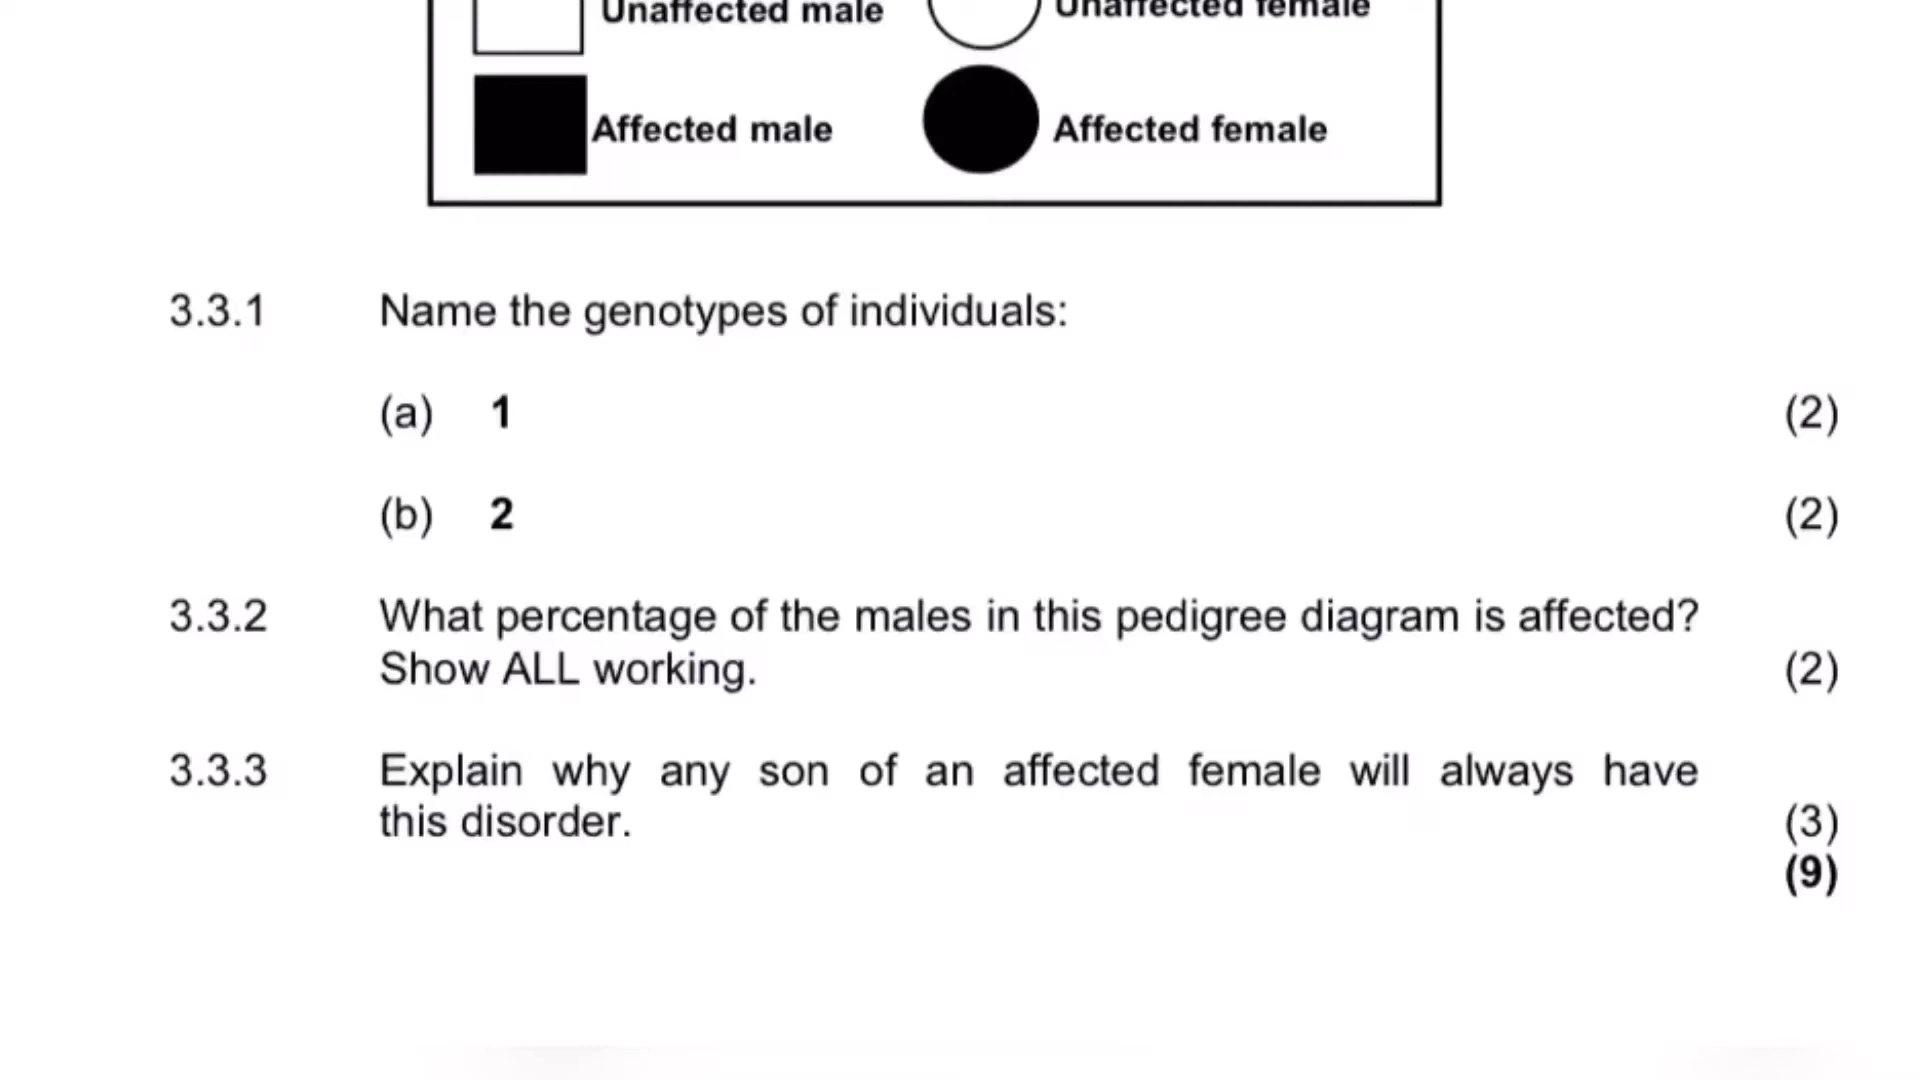 Unaffected male Unaffected female
Affected male Affected female
3.3.1 Name the genotypes of individuals:
(a) 1 (2)
(b) 2 (2)
3.3.2 What percentage of the males in this pedigree diagram is affected?
Show ALL working. (2)
3.3.3 Explain why any son of an affected female will always have
this disorder. (3)
(9)